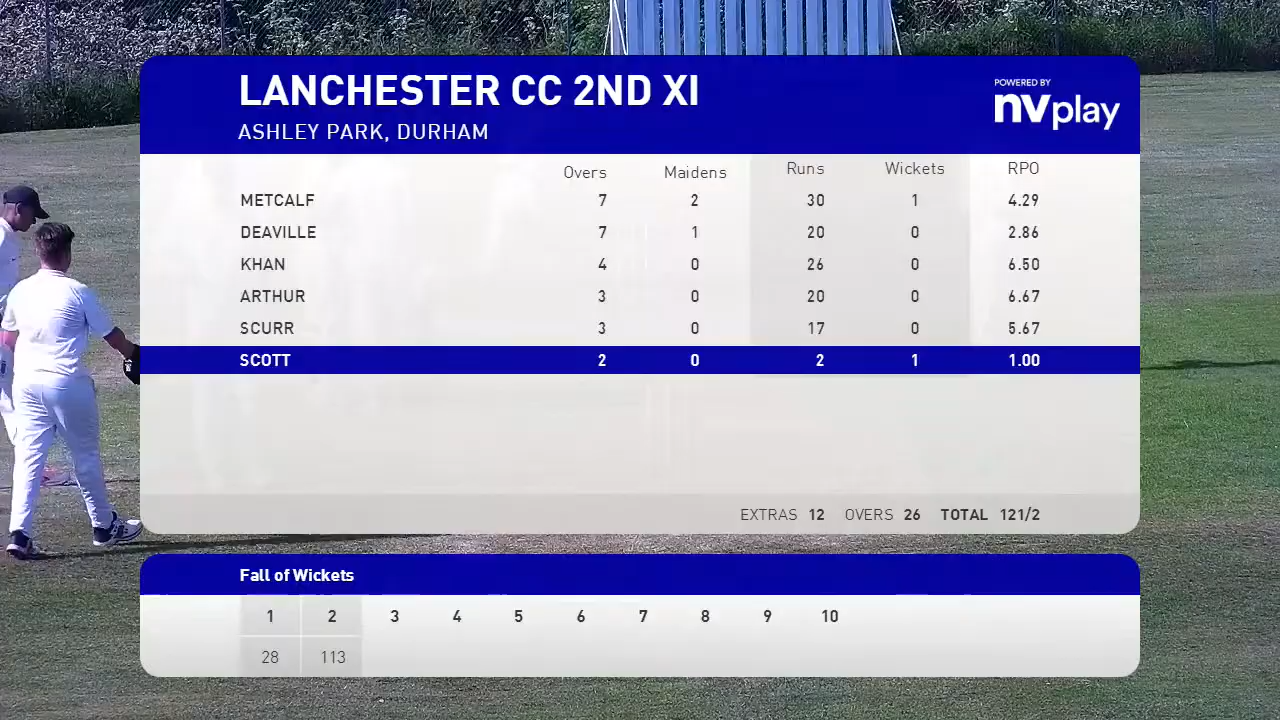 LANCHESTER CC 2ND XI
ASHLEY PARK, DURHAM
POWERED BY
nvplay
Overs Maidens Runs Wickets RPO
METCALF 7 2 30 1 4.29
DEAVILLE 7 1 20 0 2.86
KHAN 4 0 26 0 6.50
ARTHUR 3 0 20 0 6.67
SCURR 3 0 17 0 5.67
SCOTT 2 0 2 1 1.00
EXTRAS 12 OVERS 26 TOTAL 121/2
Fall of Wickets
1 2 3 4 5 6 7 8 9 10
28 113